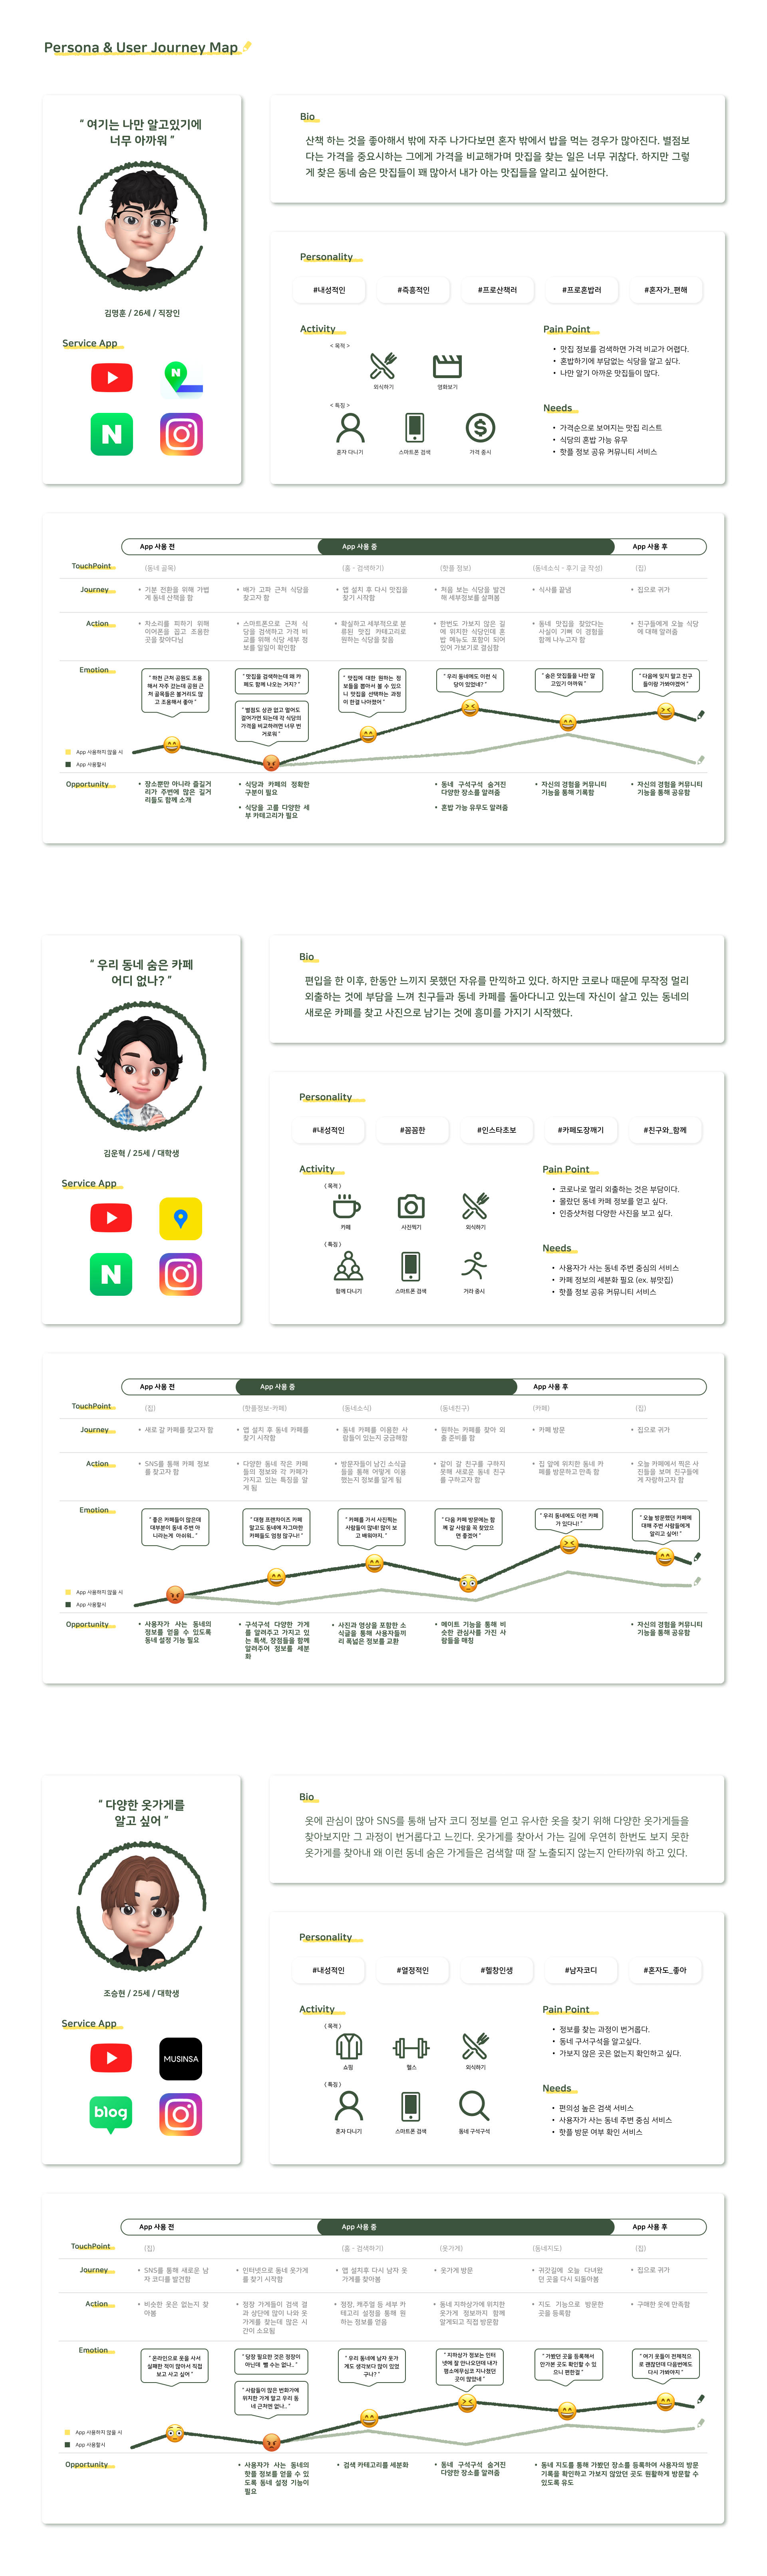 Persona & User Journey Map
“ 여기는 나만 알고있기에
너무 아까워 ”
김명훈 / 26세 / 직장인
Service App
N
N
Bio
산책 하는 것을 좋아해서 밖에 자주 나가다보면 혼자 밖에서 밥을 먹는 경우가 많아진다. 별점보
다는 가격을 중요시하는 그에게 가격을 비교해가며 맛집을 찾는 일은 너무 귀찮다. 하지만 그렇
게 찾은 동네 숨은 맛집들이 꽤 많아서 내가 아는 맛집들을 알리고 싶어한다.
Personality
#내성적인
#즉흥적인
#프로산책러
#프로혼밥러
#혼자가_편해
Activity
< 목적 >
외식하기
영화보기
< 특징 >
혼자 다니기
스마트폰 검색
가격 중시
Pain Point
• 맛집 정보를 검색하면 가격 비교가 어렵다.
• 혼밥하기에 부담없는 식당을 알고 싶다.
• 나만 알기 아까운 맛집들이 많다.
Needs
• 가격순으로 보여지는 맛집 리스트
• 식당의 혼밥 가능 유무
• 핫플 정보 공유 커뮤니티 서비스
App 사용 전
App 사용 중
App 사용 후
TouchPoint
(동네 골목)
(홈 - 검색하기)
(핫플 정보)
(동네소식 - 후기 글 작성)
(집)
Journey
• 기분 전환을 위해 가볍
게 동네 산책을 함
• 배가 고파 근처 식당을
찾고자 함
• 앱 설치 후 다시 맛집을
찾기 시작함
• 처음 보는 식당을 발견
해 세부정보를 살펴봄
• 식사를 끝냄
• 집으로 귀가
Action
• 차소리를 피하기 위해
이어폰을 꼽고 조용한
곳을 찾아다님
• 스마트폰으로 근처 식
당을 검색하고 가격 비
교를 위해 식당 세부 정
보를 일일이 확인함
• 확실하고 세부적으로 분
류된 맛집 카테고리로
원하는 식당을 찾음
• 한번도 가보지 않은 길
에 위치한 식당인데 혼
밥 메뉴도 포함이 되어
있어 가보기로 결심함
• 동네 맛집을 찾았다는
사실이 기뻐 이 경험을
함께 나누고자 함
• 친구들에게 오늘 식당
에 대해 알려줌
Emotion
“ 하천 근처 공원도 조용
해서 자주 갔는데 공원 근
처 골목들은 볼거리도 많
고 조용해서 좋아 ”
“ 맛집을 검색하는데 왜 카
페도 함께 나오는 거지? ”
“ 별점도 상관 없고 멀어도
걸어가면 되는데 각 식당의
가격을 비교하려면 너무 번
거로워 ”
“ 맛집에 대한 원하는 정
보들을 뽑아서 볼 수 있으
니 맛집을 선택하는 과정
이 한결 나아졌어 ”
“ 우리 동네에도 이런 식
당이 있었네? ”
“ 숨은 맛집들을 나만 알
고있기 아까워 ”
“ 다음에 잊지 말고 친구
들이랑 가봐야겠어 ”
App 사용하지 않을 시
App 사용할시
Opportunity
• 장소뿐만 아니라 즐길거
리가 주변에 많은 길거
리들도 함께 소개
• 식당과 카페의 정확한
구분이 필요
• 식당을 고를 다양한 세
부 카테고리가 필요
• 동네 구석구석 숨겨진
다양한 장소를 알려줌
• 혼밥 가능 유무도 알려줌
• 자신의 경험을 커뮤니티
기능을 통해 기록함
• 자신의 경험을 커뮤니티
기능을 통해 공유함
“ 우리 동네 숨은 카페
어디 없나? ”
김운혁 / 25세 / 대학생
Service App
N
Bio
편입을 한 이후, 한동안 느끼지 못했던 자유를 만끽하고 있다. 하지만 코로나 때문에 무작정 멀리
외출하는 것에 부담을 느껴 친구들과 동네 카페를 돌아다니고 있는데 자신이 살고 있는 동네의
새로운 카페를 찾고 사진으로 남기는 것에 흥미를 가지기 시작했다.
Personality
#내성적인
#꼼꼼한
#인스타초보
#카페도장깨기
#친구와_함께
Activity
( 목적 )
카페
사진찍기
외식하기
( 특징 )
함께 다니기
스마트폰 검색
거리 중시
Pain Point
• 코로나로 멀리 외출하는 것은 부담이다.
• 몰랐던 동네 카페 정보를 얻고 싶다.
• 인증샷처럼 다양한 사진을 보고 싶다.
Needs
• 사용자가 사는 동네 주변 중심의 서비스
• 카페 정보의 세분화 필요 (ex. 뷰맛집)
• 핫플 정보 공유 커뮤니티 서비스
App 사용 전
App 사용 중
App 사용 후
TouchPoint
(집)
(핫플정보-카페)
(동네소식)
(동네친구)
(카페)
(집)
Journey
• 새로 갈 카페를 찾고자 함
• 앱 설치 후 동네 카페를
찾기 시작함
• 동네 카페를 이용한 사
람들이 있는지 궁금해함
• 원하는 카페를 찾아 외
출 준비를 함
• 카페 방문
• 집으로 귀가
Action
• SNS를 통해 카페 정보
를 찾고자 함
• 다양한 동네 작은 카페
들의 정보와 각 카페가
가지고 있는 특징을 알
게 됨
• 방문자들이 남긴 소식글
들을 통해 어떻게 이용
했는지 정보를 알게 됨
• 같이 갈 친구를 구하지
못해 새로운 동네 친구
를 구하고자 함
• 집 앞에 위치한 동네 카
페를 방문하고 만족 함
• 오늘 카페에서 찍은 사
진들을 보며 친구들에
게 자랑하고자 함
Emotion
“ 좋은 카페들이 많은데
대부분이 동네 주변 아
니라는게 아쉬워.. ”
“ 대형 프랜차이즈 카페
말고도 동네에 자그마한
카페들도 엄청 많구나! ”
“ 카페를 가서 사진찍는
사람들이 많네! 많이 보
고 배워야지. ”
“ 다음 카페 방문에는 함
께 갈 사람을 꼭 찾았으
면 좋겠어 ”
“ 우리 동네에도 이런 카페
가 있다니! ”
“ 오늘 방문했던 카페에
대해 주변 사람들에게
알리고 싶어! ”
App 사용하지 않을 시
App 사용할시
Opportunity
• 사용자가 사는 동네의
정보를 얻을 수 있도록
동네 설정 기능 필요
• 구석구석 다양한 가게
를 알려주고 가지고 있
는 특색, 장점들을 함께
알려주어 정보를 세분
화
• 사진과 영상을 포함한 소
식글을 통해 사용자들끼
리 폭넓은 정보를 교환
• 메이트 기능을 통해 비
슷한 관심사를 가진 사
람들을 매칭
• 자신의 경험을 커뮤니티
기능을 통해 공유함
“ 다양한 옷가게를
알고 싶어 ”
조승현 / 25세 / 대학생
Service App
MUSINSA
blog
Bio
옷에 관심이 많아 SNS를 통해 남자 코디 정보를 얻고 유사한 옷을 찾기 위해 다양한 옷가게들을
찾아보지만 그 과정이 번거롭다고 느낀다. 옷가게를 찾아서 가는 길에 우연히 한번도 보지 못한
옷가게를 찾아내 왜 이런 동네 숨은 가게들은 검색할 때 잘 노출되지 않는지 안타까워 하고 있다.
Personality
#내성적인
#열정적인
#헬창인생
#남자코디
#혼자도_좋아
Activity
( 목적 )
쇼핑
헬스
외식하기
( 특징 )
혼자 다니기
스마트폰 검색
동네 구석구석
Pain Point
• 정보를 찾는 과정이 번거롭다.
• 동네 구서구석을 알고싶다.
• 가보지 않은 곳은 없는지 확인하고 싶다.
Needs
• 편의성 높은 검색 서비스
• 사용자가 사는 동네 주변 중심 서비스
• 핫플 방문 여부 확인 서비스
App 사용 전
App 사용 중
App 사용 후
TouchPoint
(집)
(홈 - 검색하기)
(옷가게)
(동네지도)
(집)
Journey
• SNS를 통해 새로운 남
자 코디를 발견함
• 인터넷으로 동네 옷가게
를 찾기 시작함
• 앱 설치후 다시 남자 옷
가게를 찾아봄
• 옷가게 방문
• 귀갓길에 오늘 다녀왔
던 곳을 다시 되돌아봄
• 집으로 귀가
Action
• 비슷한 옷은 없는지 찾
아봄
• 정장 가게들이 검색 결
과 상단에 많이 나와 옷
가게를 찾는데 많은 시
간이 소요됨
• 정장, 캐주얼 등 세부 카
테고리 설정을 통해 원
하는 정보를 얻음
• 동네 지하상가에 위치한
옷가게 정보까지 함께
알게되고 직접 방문함
• 지도 기능으로 방문한
곳을 등록함
• 구매한 옷에 만족함
Emotion
“ 온라인으로 옷을 사서
실패한 적이 많아서 직접
보고 사고 싶어 ”
“ 당장 필요한 것은 정장이
아닌데. 뺄 수는 없나.. ”
“ 사람들이 많은 번화가에
위치한 가게 말고 우리 동
네 근처엔 없나.. ”
“ 우리 동네에 남자 옷가
게도 생각보다 많이 있었
구나? ”
“ 지하상가 정보는 인터
넷에 잘 안나오던데 내가
평소에무심코 지나쳤던
곳이 많았네 ”
“ 가봤던 곳을 등록해서
안가본 곳도 확인할 수 있
으니 편한걸 ”
“ 여기 옷들이 전체적으
로 괜찮던데 다음번에도
다시 가봐야지 ”
App 사용하지 않을 시
App 사용할시
Opportunity
• 사용자가 사는 동네의
핫플 정보를 얻을 수 있
도록 동네 설정 기능이
필요
• 검색 카테고리를 세분화
• 동네 구석구석 숨겨진
다양한 장소를 알려줌
• 동네 지도를 통해 가봤던 장소를 등록하여 사용자의 방문
기록을 확인하고 가보지 않았던 곳도 원활하게 방문할 수
있도록 유도